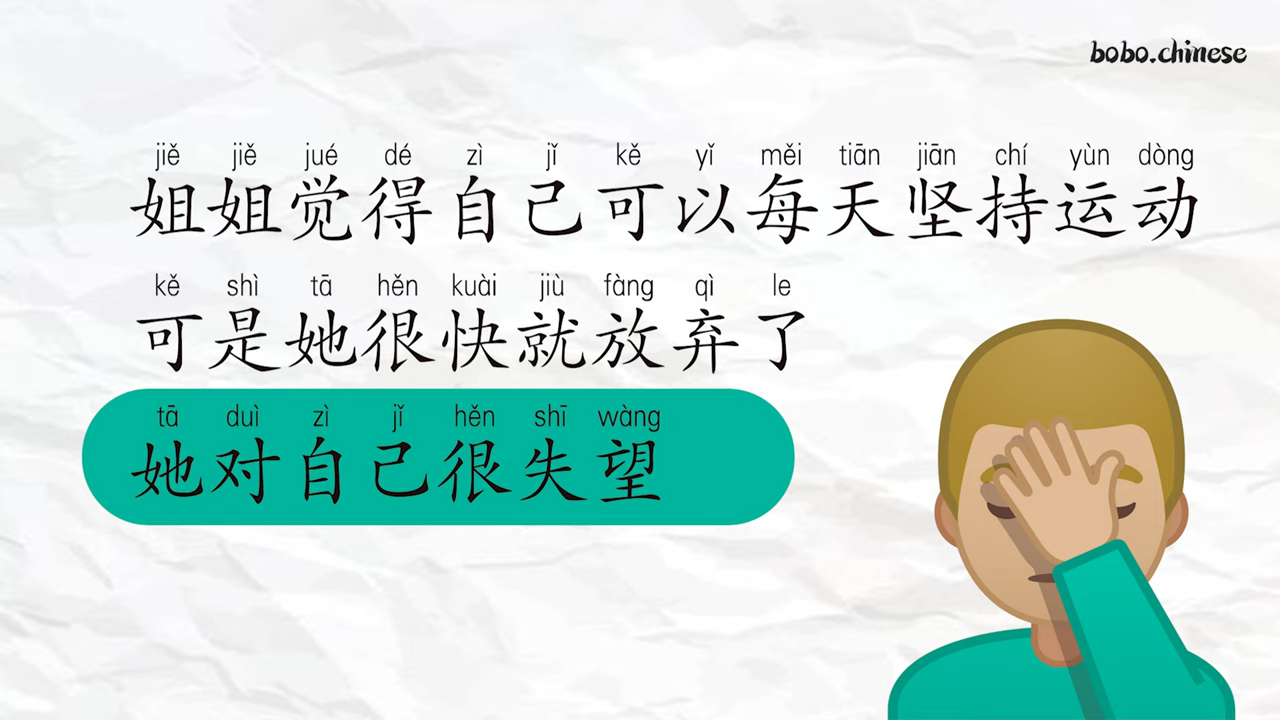 bobo.chinese
jiě jiě jué dé zì jǐ kě yǐ měi tiān jiān chí yùn dòng
姐姐觉得自己可以每天坚持运动
kě shì tā hěn kuài jiù fàng qì le
可是她很快就放弃了
tā duì zì jǐ hěn shī wàng
她对自己很失望